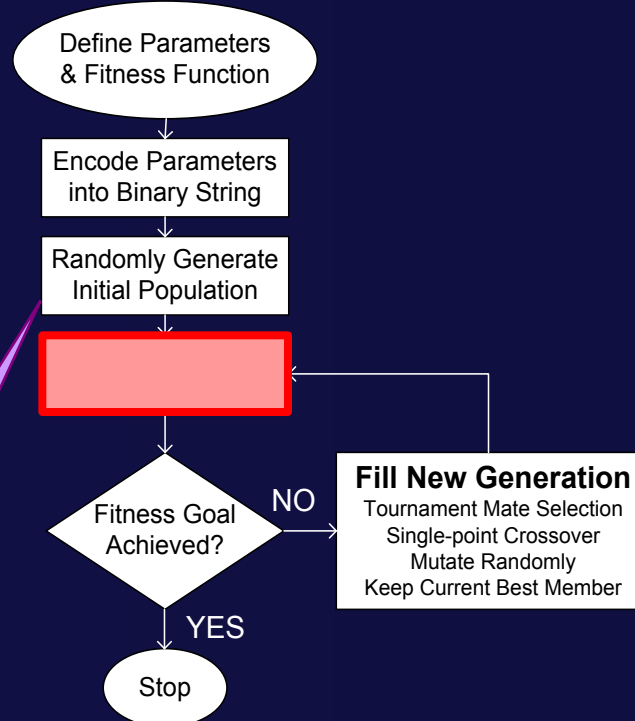 Define Parameters
& Fitness Function
Encode Parameters
into Binary String
Randomly Generate
Initial Population
Fitness Goal
Achieved?
NO
Fill New Generation
Tournament Mate Selection
Single-point Crossover
Mutate Randomly
Keep Current Best Member
YES
Stop